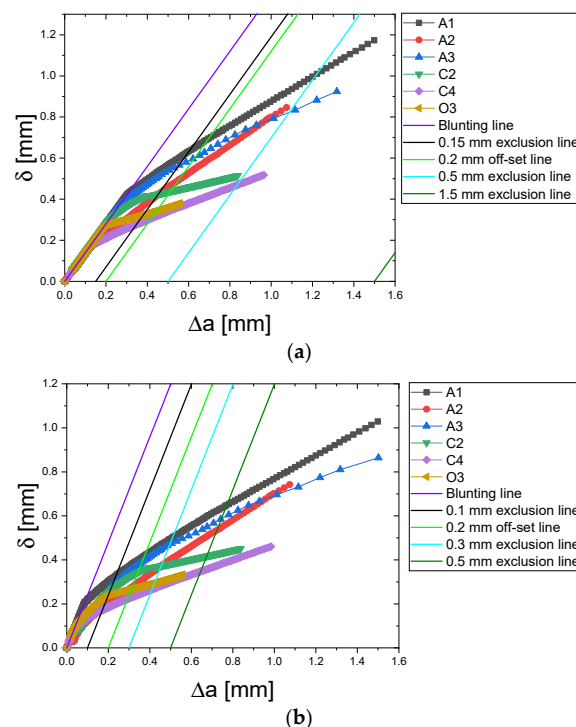 1.2
1.0
0.8
0.6
0.4
0.2
0.0
δ [mm]
0.0 0.2 0.4 0.6 0.8 1.0 1.2 1.4 1.6
Δa [mm]
A1
A2
A3
C2
C4
O3
Blunting line
0.15 mm exclusion line
0.2 mm off-set line
0.5 mm exclusion line
1.5 mm exclusion line
(a)
1.2
1.0
0.8
0.6
0.4
0.2
0.0
δ [mm]
0.0 0.2 0.4 0.6 0.8 1.0 1.2 1.4 1.6
Δa [mm]
A1
A2
A3
C2
C4
O3
Blunting line
0.1 mm exclusion line
0.2 mm off-set line
0.3 mm exclusion line
0.5 mm exclusion line
(b)